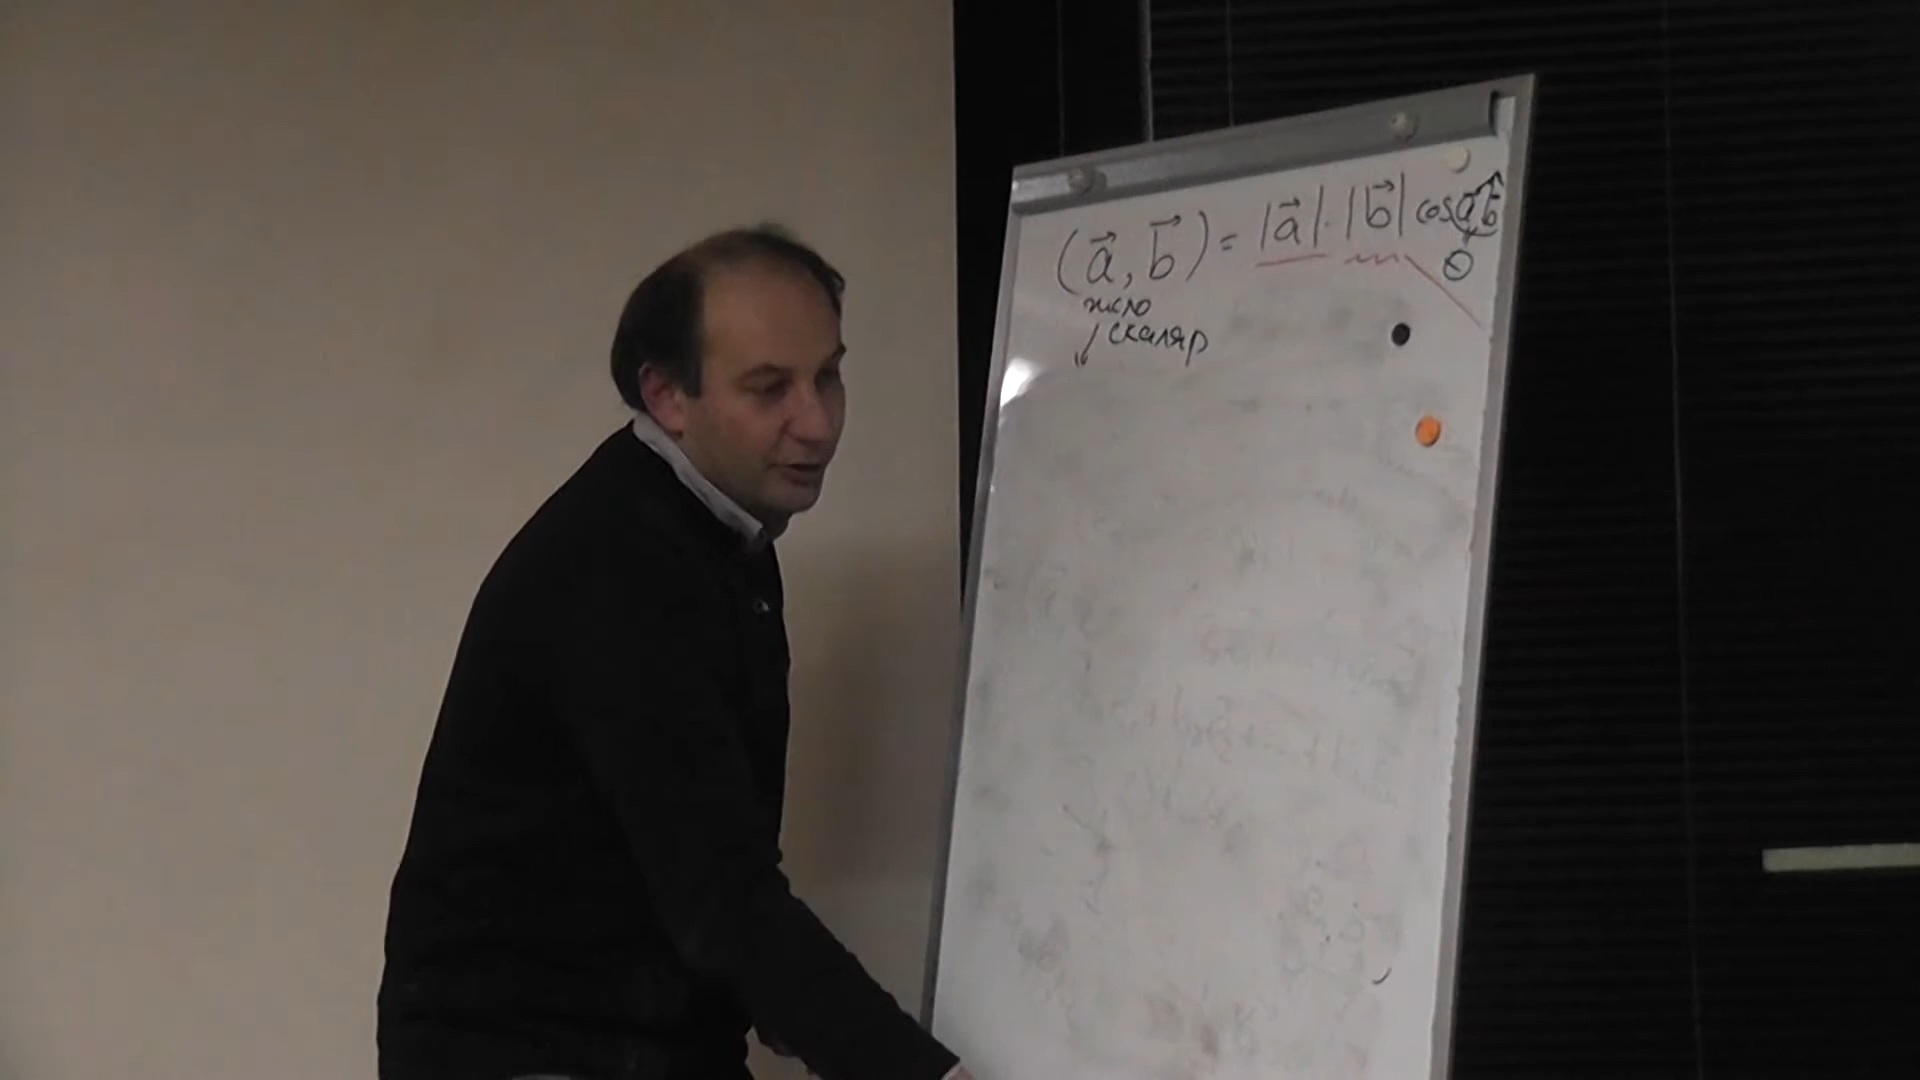 (a⃗, b⃗) = |a⃗| · |b⃗| cos a⃗b⃗
число
скаляр